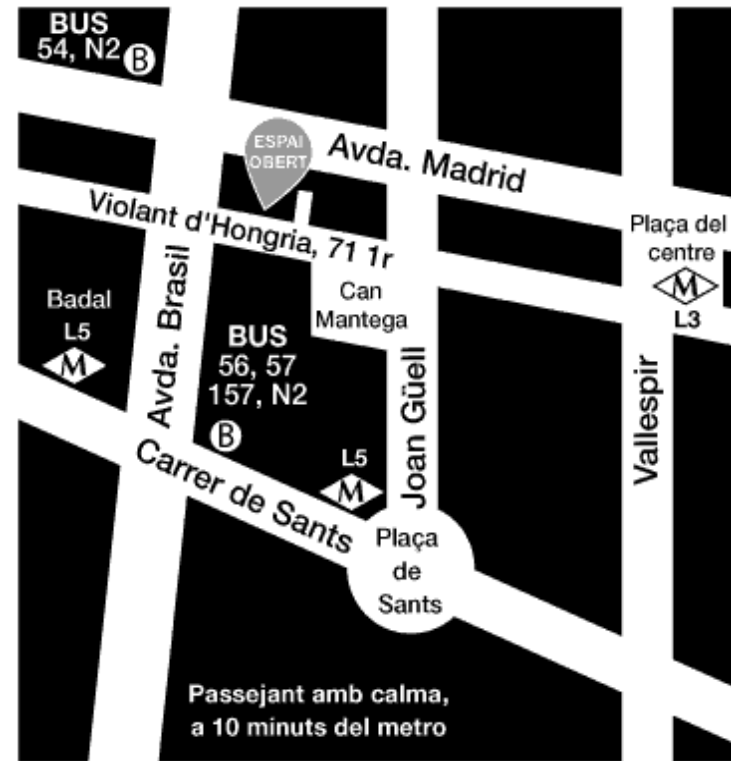 BUS
54, N2 B
ESPAI
OBERT
Avda. Madrid
Violant d'Hongria, 71 1r
Plaça del
centre
M
L3
Badal
L5
M
Avda. Brasil
Can
Mantega
BUS
56, 57
157, N2
B
Joan Güell
Vallespir
Carrer de Sants
L5
M
Plaça
de
Sants
Passejant amb calma,
a 10 minuts del metro